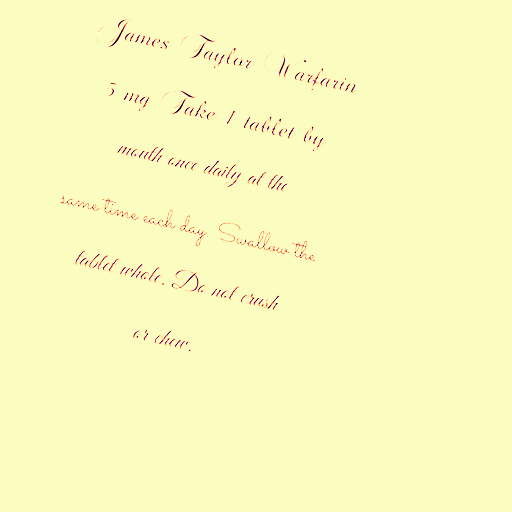 James Taylor Warfarin
5 mg Take 1 tablet by
mouth once daily at the
same time each day Swallow the
tablet whole. Do not crush
or chew.